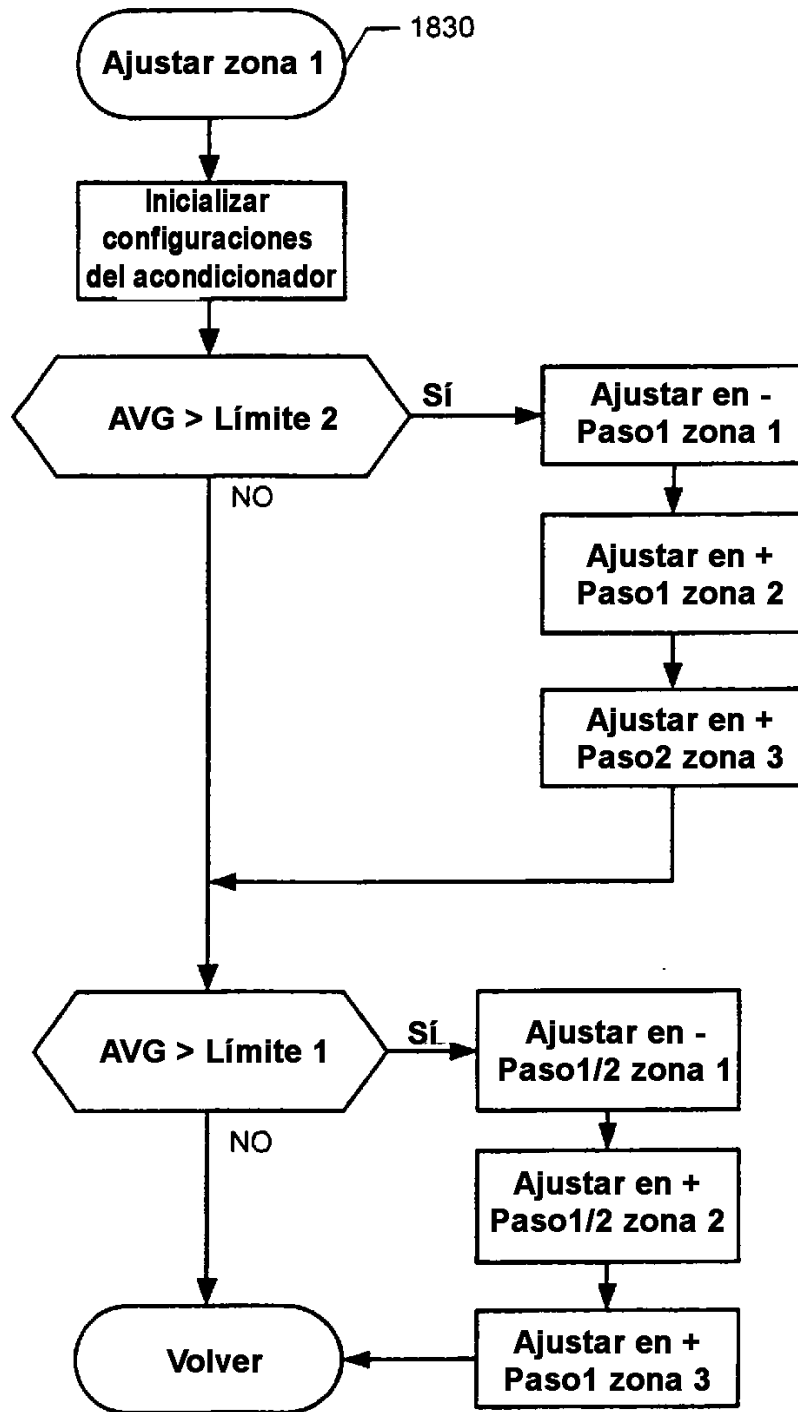 Ajustar zona 1
1830
Inicializar
configuraciones
del acondicionador
AVG > Límite 2
Sí
NO
Ajustar en -
Paso1 zona 1
Ajustar en +
Paso1 zona 2
Ajustar en +
Paso2 zona 3
AVG > Límite 1
Sí
NO
Ajustar en -
Paso1/2 zona 1
Ajustar en +
Paso1/2 zona 2
Ajustar en +
Paso1 zona 3
Volver